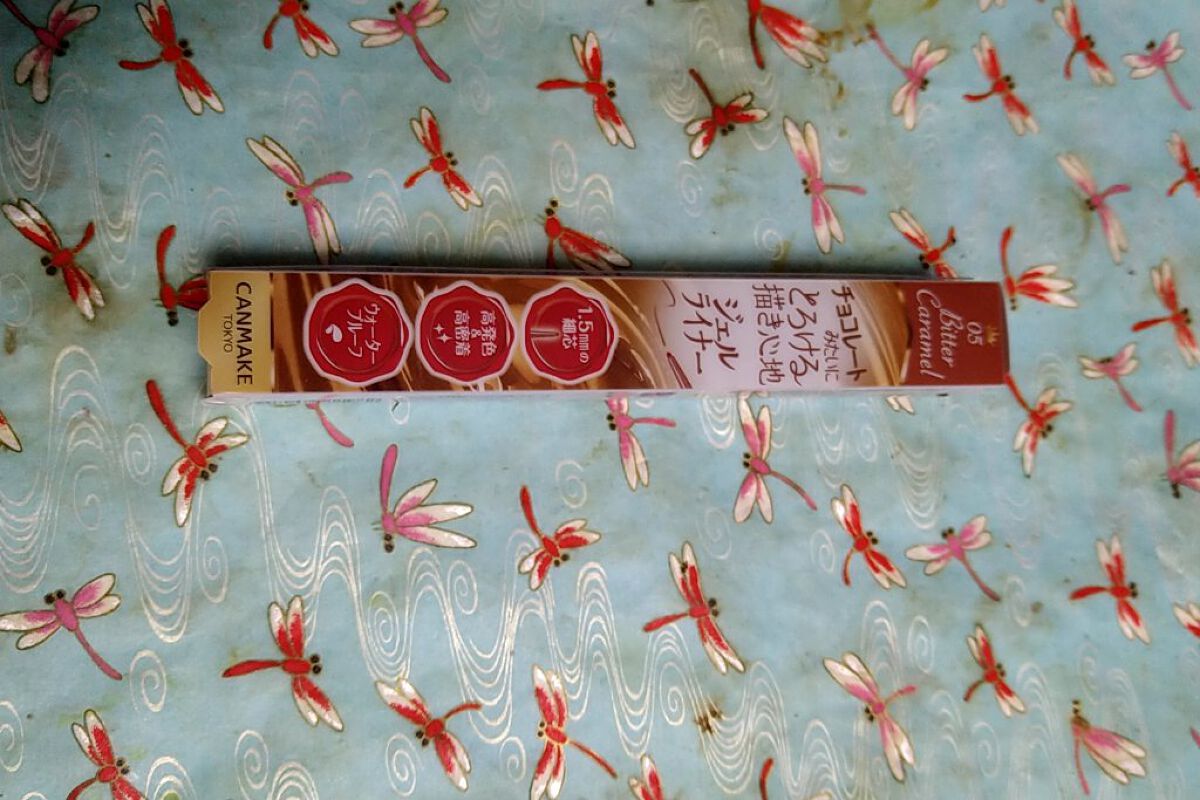 05
Bitter
Caramel
チョコレート
みたいに
とろける
描き心地
ジェル
ライナー
1.5mmの
細芯
高発色
&
高密着
ウォーター
プルーフ
CANMAKE
TOKYO